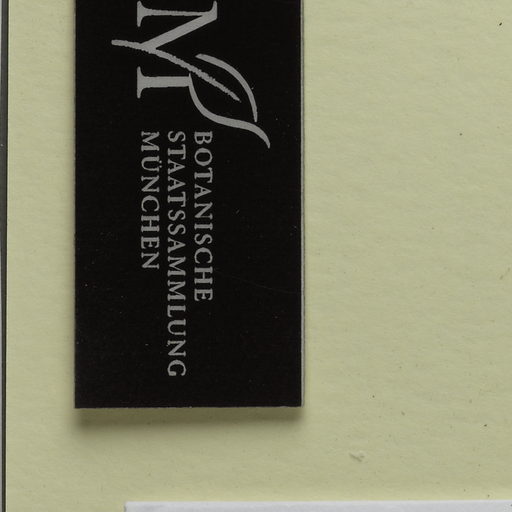 M
BOTANISCHE
STAATSSAMMLUNG
MÜNCHEN